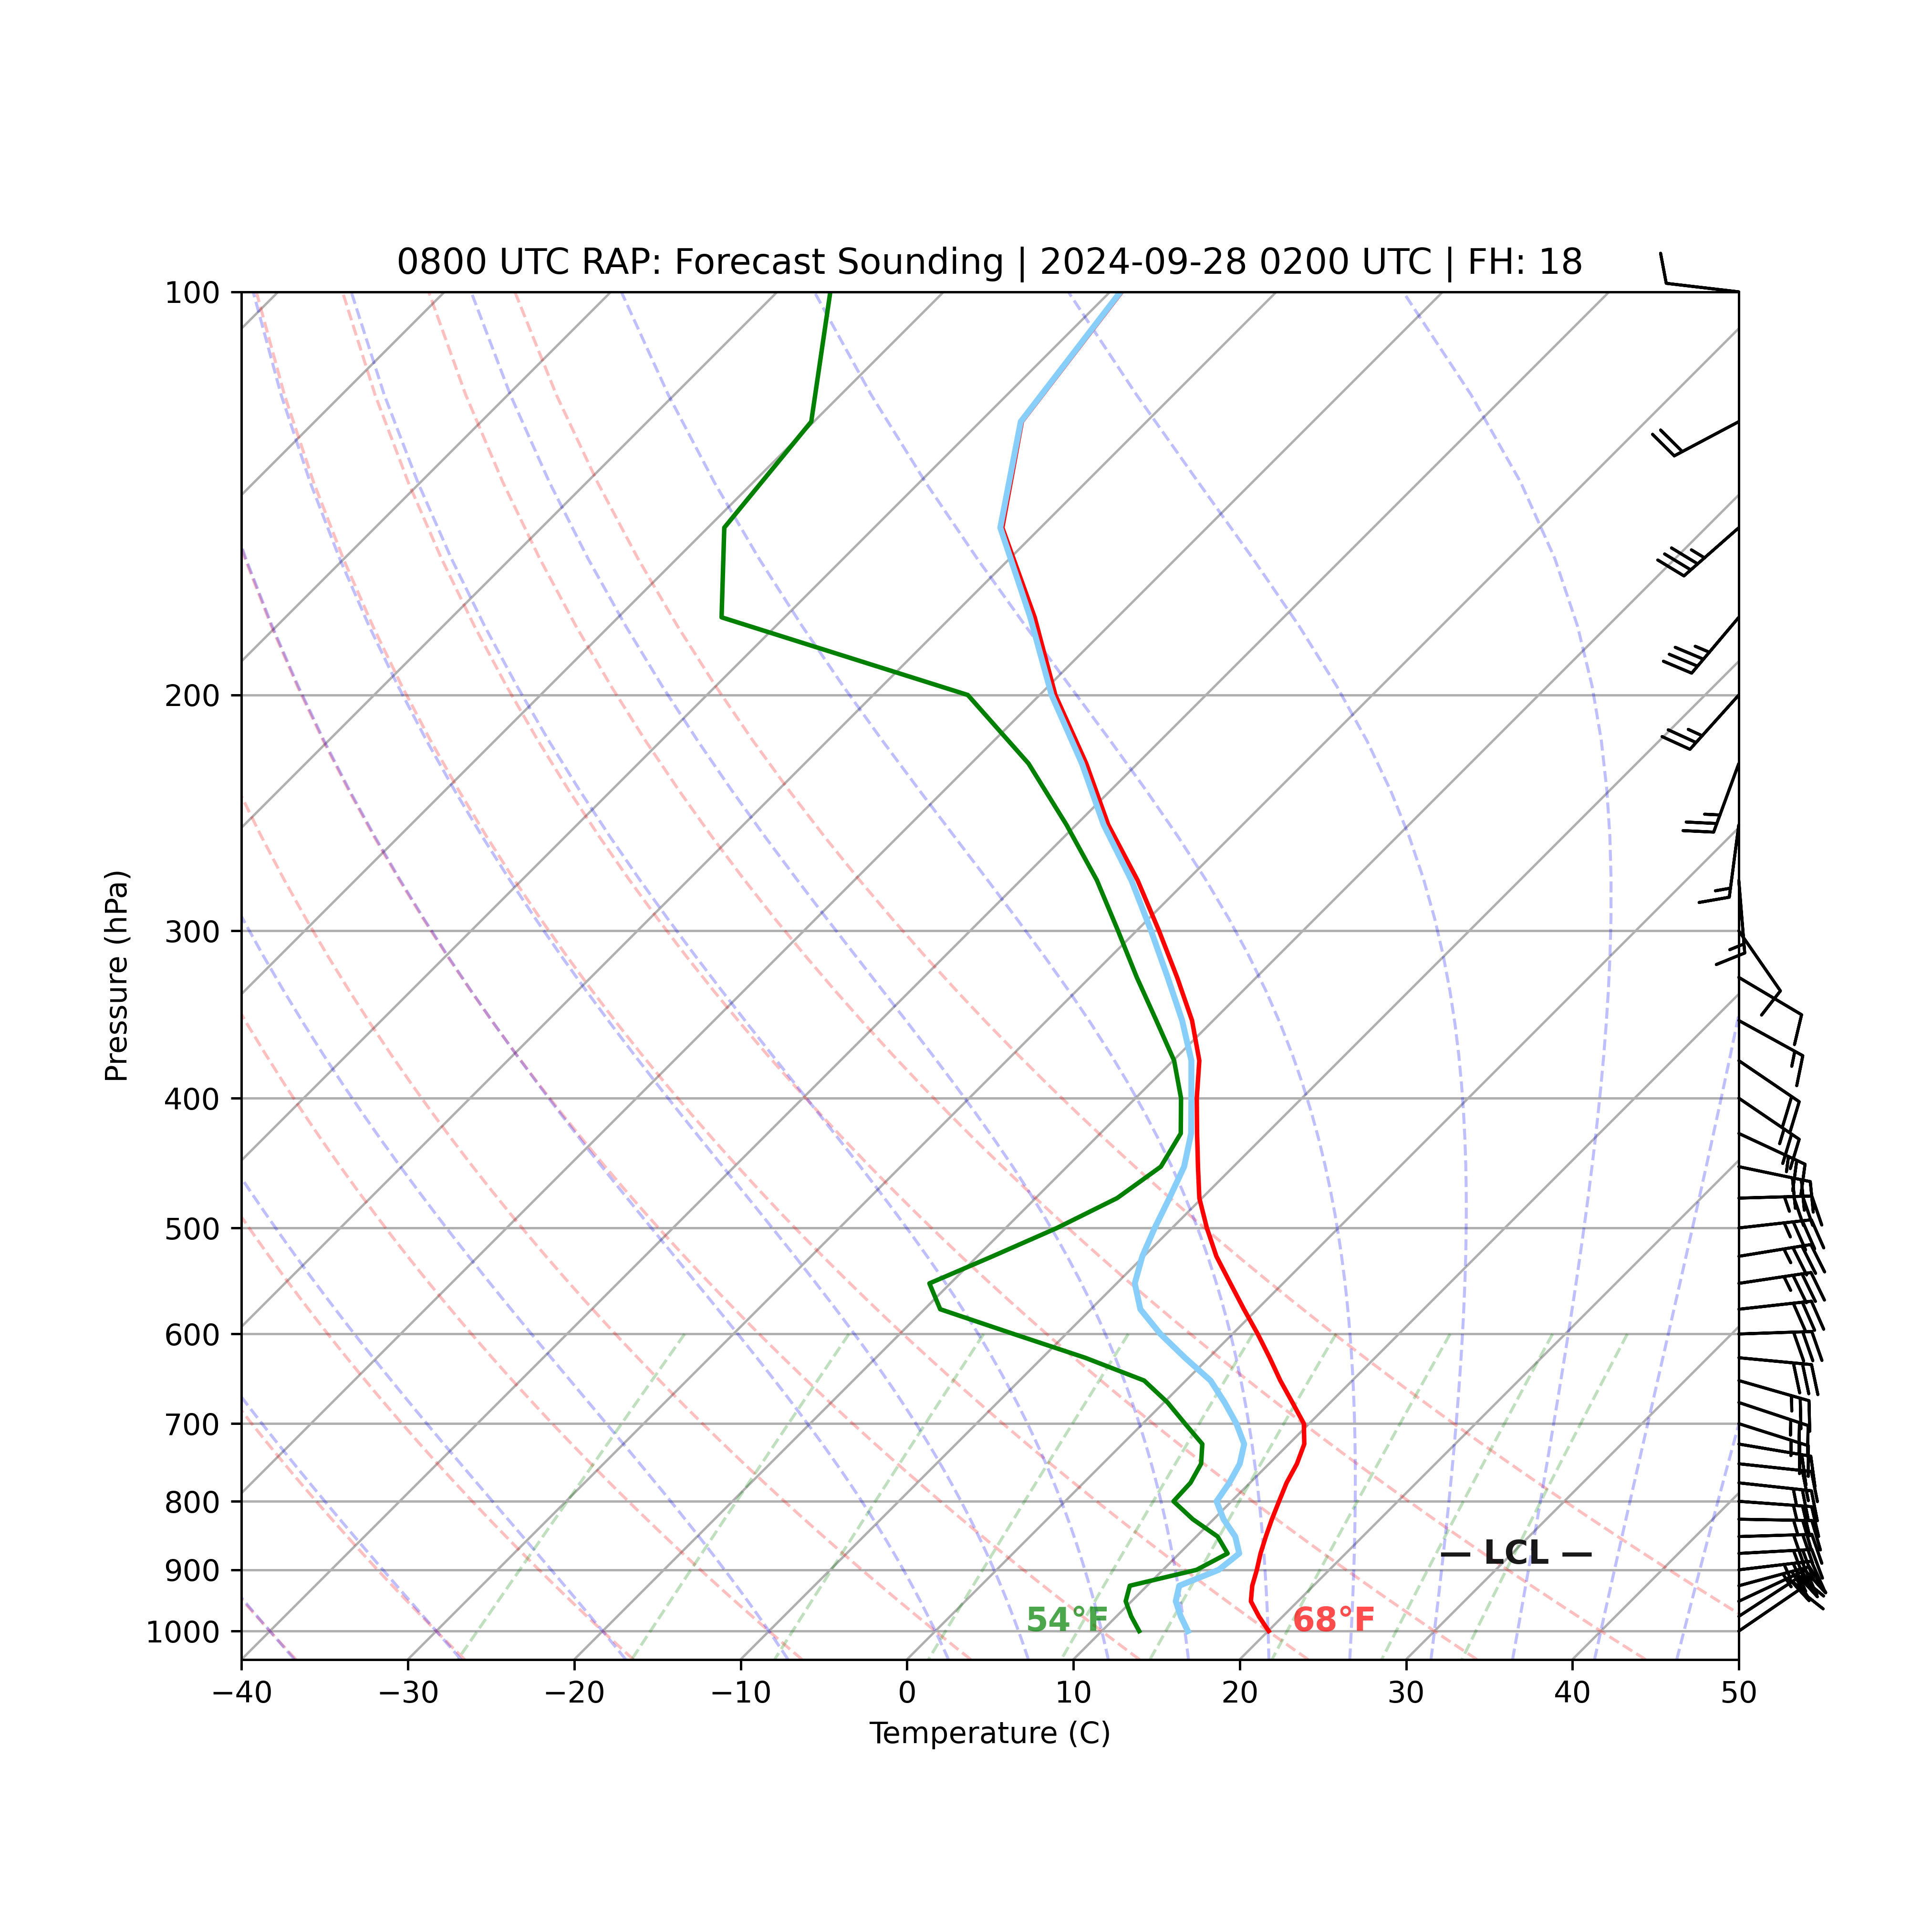 0800 UTC RAP: Forecast Sounding | 2024-09-28 0200 UTC | FH: 18
100
200
300
400
500
600
700
800
900
1000
Pressure (hPa)
— LCL —
54°F
68°F
−40 −30 −20 −10 0 10 20 30 40 50
Temperature (C)